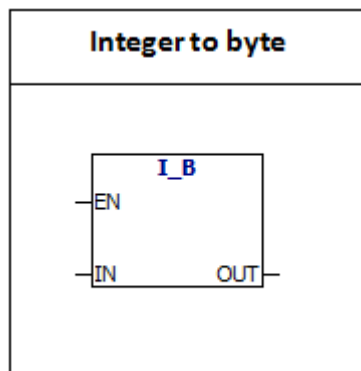 Integer to byte
I_B
EN
IN OUT